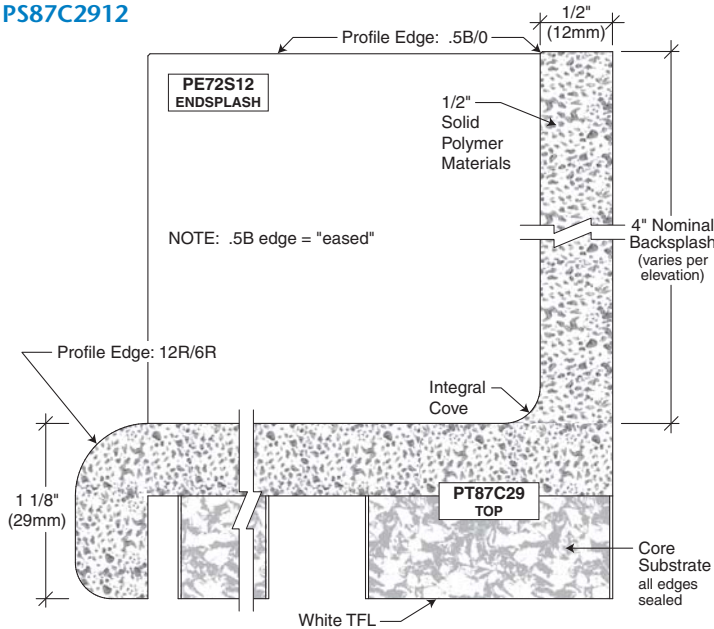 PS87C2912
1/2"
(12mm)
Profile Edge:  .5B/0
PE72S12
ENDSPLASH
1/2"
Solid
Polymer
Materials
NOTE:  .5B edge = "eased"
4" Nominal
Backsplash
(varies per
elevation)
Profile Edge: 12R/6R
Integral
Cove
1 1/8"
(29mm)
PT87C29
TOP
Core
Substrate
all edges
sealed
White TFL